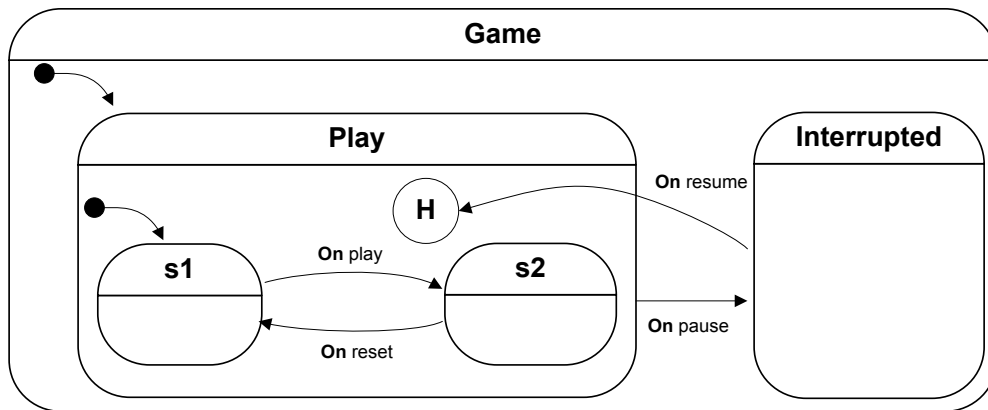 Game
Play
Interrupted
On resume
H
s1
On play
s2
On pause
On reset